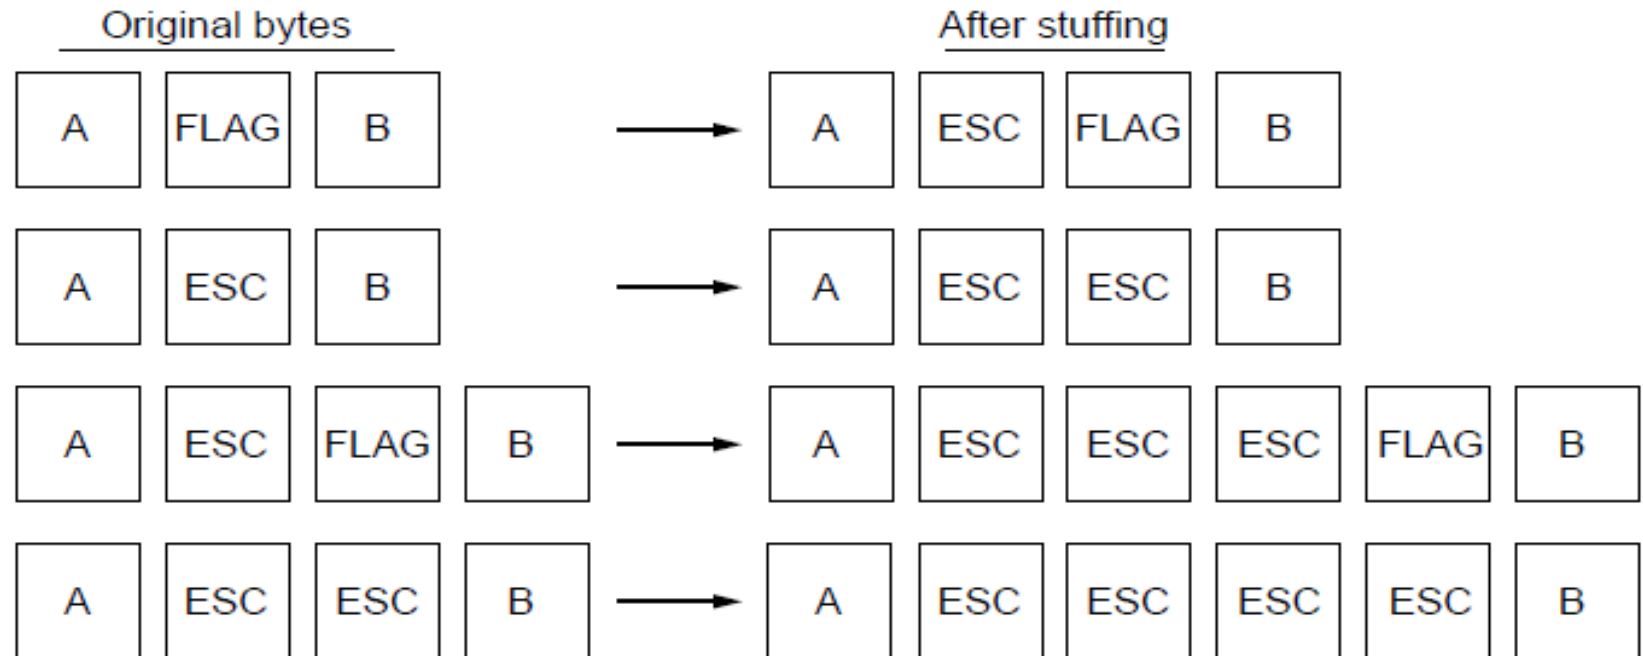 Original bytes After stuffing
A FLAG B A ESC FLAG B
A ESC B A ESC ESC B
A ESC FLAG B A ESC ESC ESC FLAG B
A ESC ESC B A ESC ESC ESC ESC B